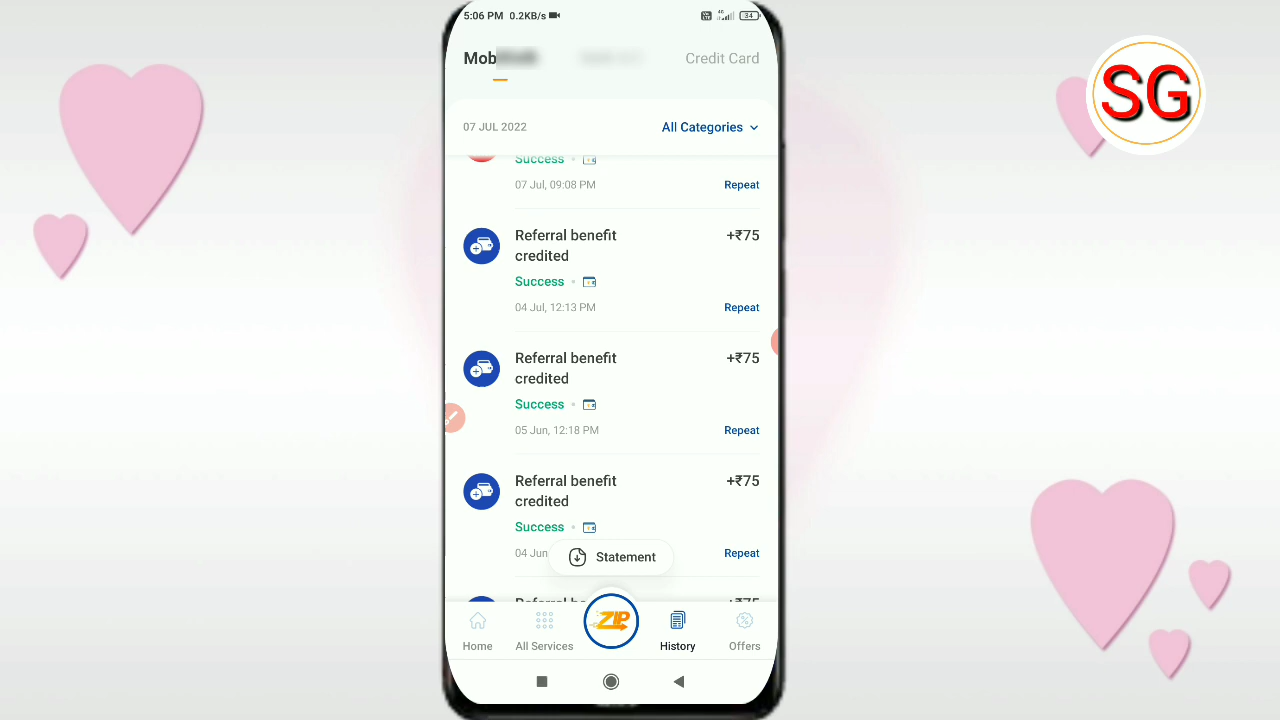 5:06 PM 0.2KB/s 4G 34
SG
Mob Credit Card
07 JUL 2022 All Categories
Success
07 Jul, 09:08 PM Repeat
Referral benefit +₹75
credited
Success
04 Jul, 12:13 PM Repeat
Referral benefit +₹75
credited
Success
05 Jun, 12:18 PM Repeat
Referral benefit +₹75
credited
Success
04 Jun Repeat
Statement
ZIP
Home All Services History Offers